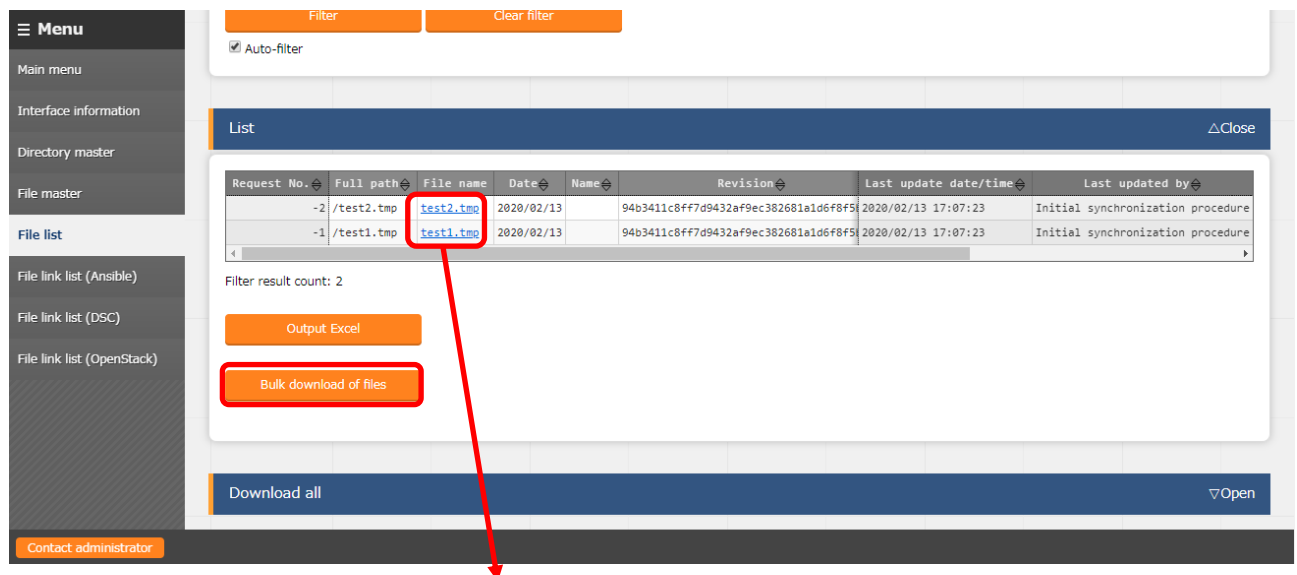 Filter Clear filter
☰ Menu
Auto-filter
Main menu
Interface information
List △Close
Directory master
Request No. Full path File name Date Name Revision Last update date/time Last updated by
File master
-2 /test2.tmp test2.tmp 2020/02/13 94b3411c8ff7d9432af9ec382681a1d6f8f5 2020/02/13 17:07:23 Initial synchronization procedure
-1 /test1.tmp test1.tmp 2020/02/13 94b3411c8ff7d9432af9ec382681a1d6f8f5 2020/02/13 17:07:23 Initial synchronization procedure
File list
File link list (Ansible)
Filter result count: 2
File link list (DSC)
Output Excel
File link list (OpenStack)
Bulk download of files
Download all ▽Open
Contact administrator